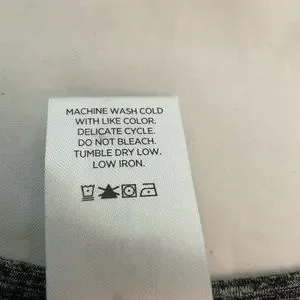 MACHINE WASH COLD
WITH LIKE COLOR.
DELICATE CYCLE.
DO NOT BLEACH.
TUMBLE DRY LOW.
LOW IRON.